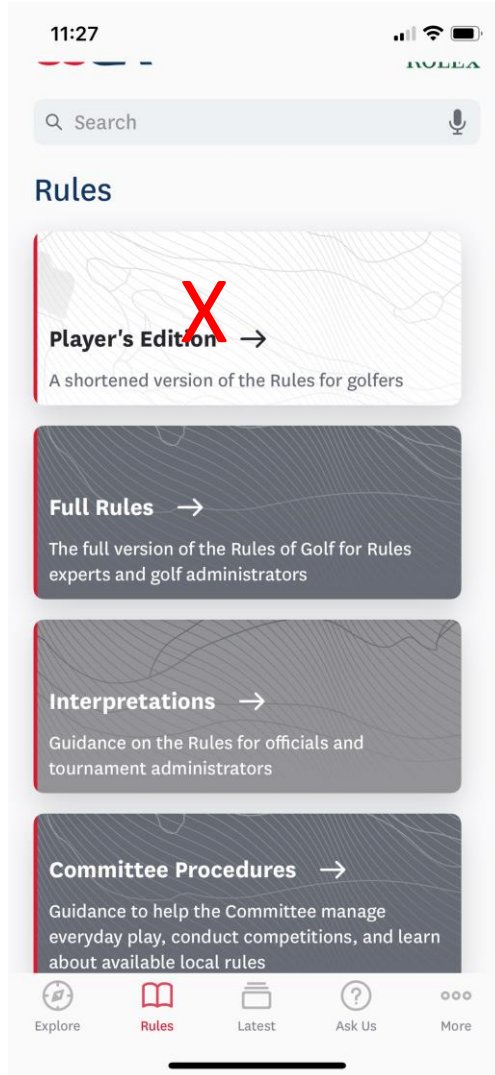 11:27
ROLEX
Search
Rules
X
Player's Edition →
A shortened version of the Rules for golfers
Full Rules →
The full version of the Rules of Golf for Rules
experts and golf administrators
Interpretations →
Guidance on the Rules for officials and
tournament administrators
Committee Procedures →
Guidance to help the Committee manage
everyday play, conduct competitions, and learn
about available local rules
Explore Rules Latest Ask Us More